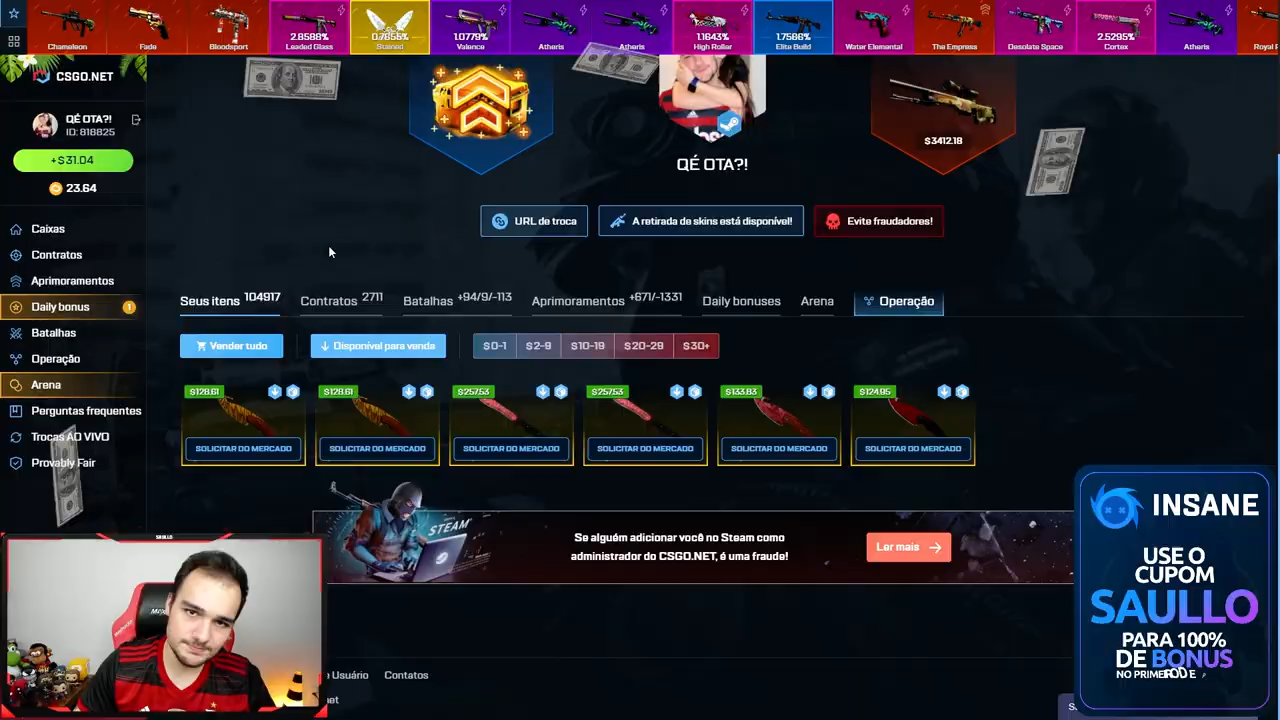 Chameleon
Fade
Bloodsport
2.8598%
Leaded Glass
0.7655%
Stained
1.0779%
Valence
Atheris
Atheris
1.1643%
High Roller
1.7586%
Elite Build
Water Elemental
The Empress
Desolate Space
2.5295%
Cortex
Atheris
CSGO.NET
QÉ OTA?!
ID: 818825
+$31.04
23.64
Caixas
Contratos
Aprimoramentos
Daily bonus 1
Batalhas
Operação
Arena
Perguntas frequentes
Trocas AO VIVO
Provably Fair
$3412.18
QÉ OTA?!
URL de troca
A retirada de skins está disponível!
Evite fraudadores!
Seus itens 104917
Contratos 2711
Batalhas +94/9/-113
Aprimoramentos +671/-1331
Daily bonuses
Arena
Operação
Vender tudo
Disponível para venda
$0-1
$2-9
$10-19
$20-29
$30+
$128.61
$128.61
$257.53
$257.53
$133.83
$124.95
SOLICITAR DO MERCADO
SOLICITAR DO MERCADO
SOLICITAR DO MERCADO
SOLICITAR DO MERCADO
SOLICITAR DO MERCADO
SOLICITAR DO MERCADO
STEAM
Se alguém adicionar você no Steam como
administrador do CSGO.NET, é uma fraude!
Ler mais
SAULLO
Usuário
Contatos
INSANE
USE O
CUPOM
SAULLO
PARA 100%
DE BONUS